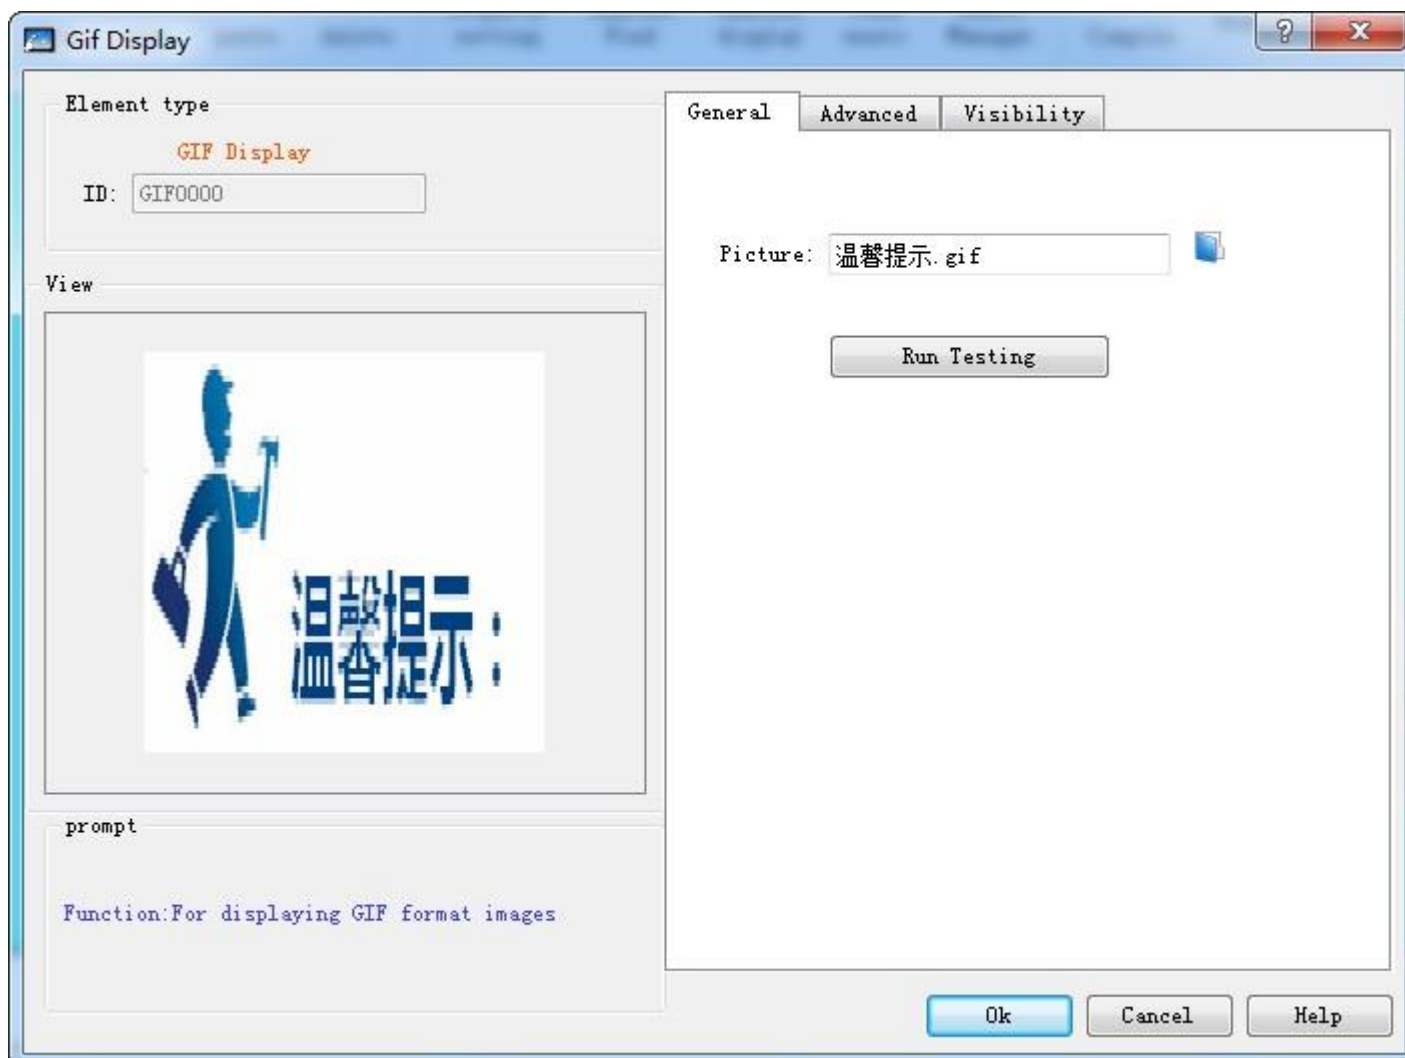 Gif Display
Element type
GIF Display
ID: GIF0000
View
温馨提示：
prompt
Function:For displaying GIF format images
General Advanced Visibility
Picture: 温馨提示.gif
Run Testing
Ok Cancel Help